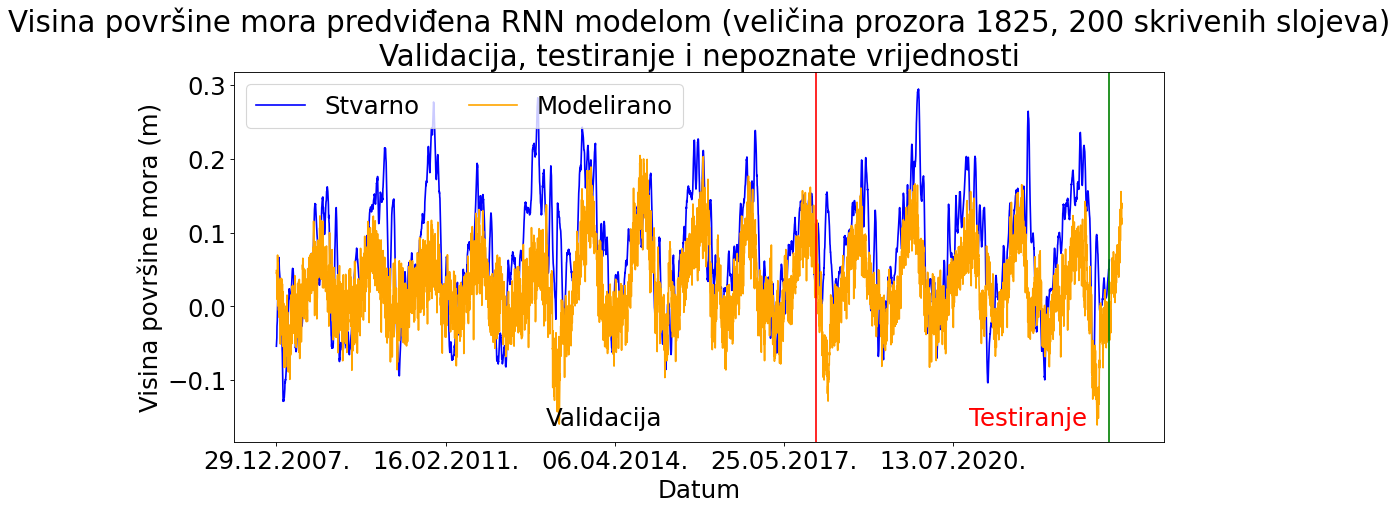 Visina površine mora predviđena RNN modelom (veličina prozora 1825, 200 skrivenih slojeva)
Validacija, testiranje i nepoznate vrijednosti
Stvarno
Modelirano
Visina površine mora (m)
0.3
0.2
0.1
0.0
−0.1
Validacija
Testiranje
29.12.2007.
16.02.2011.
06.04.2014.
25.05.2017.
13.07.2020.
Datum